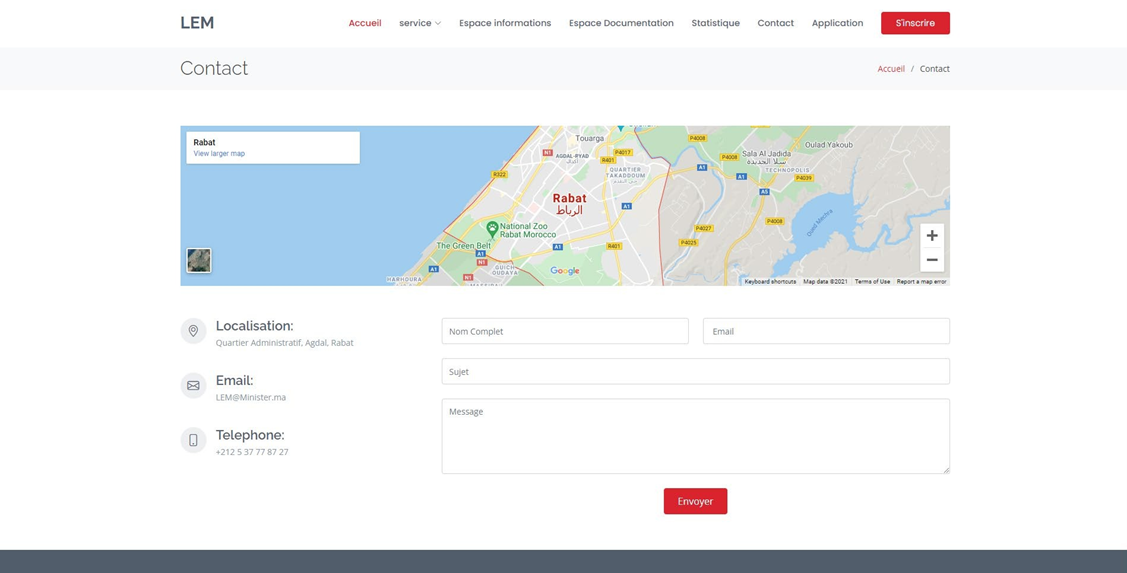 LEM
Accueil service Espace informations Espace Documentation Statistique Contact Application S'inscrire
Contact
Accueil / Contact
Rabat
View larger map
Touarga
P4008
N1
P4017
AGDAL-RYAD
أكدال
R401
P4008
Sala Al Jadida
سلا الجديدة
Oulad Yakoub
R322
QUARTIER
TAKADDOUM
A1
A1
TECHNOPOLIS
P4039
A5
Rabat
الرباط
A1
P4008
Oued Machra
National Zoo
Rabat Morocco
P4027
P4025
The Green Belt
A1
A1
R401
N1
A1
GUICH
OUDAYA
HARHOURA
N1
Google
Keyboard shortcuts Map data ©2021 Terms of Use Report a map error
Localisation:
Quartier Administratif, Agdal, Rabat
Email:
LEM@Minister.ma
Telephone:
+212 5 37 77 87 27
Nom Complet
Email
Sujet
Message
Envoyer